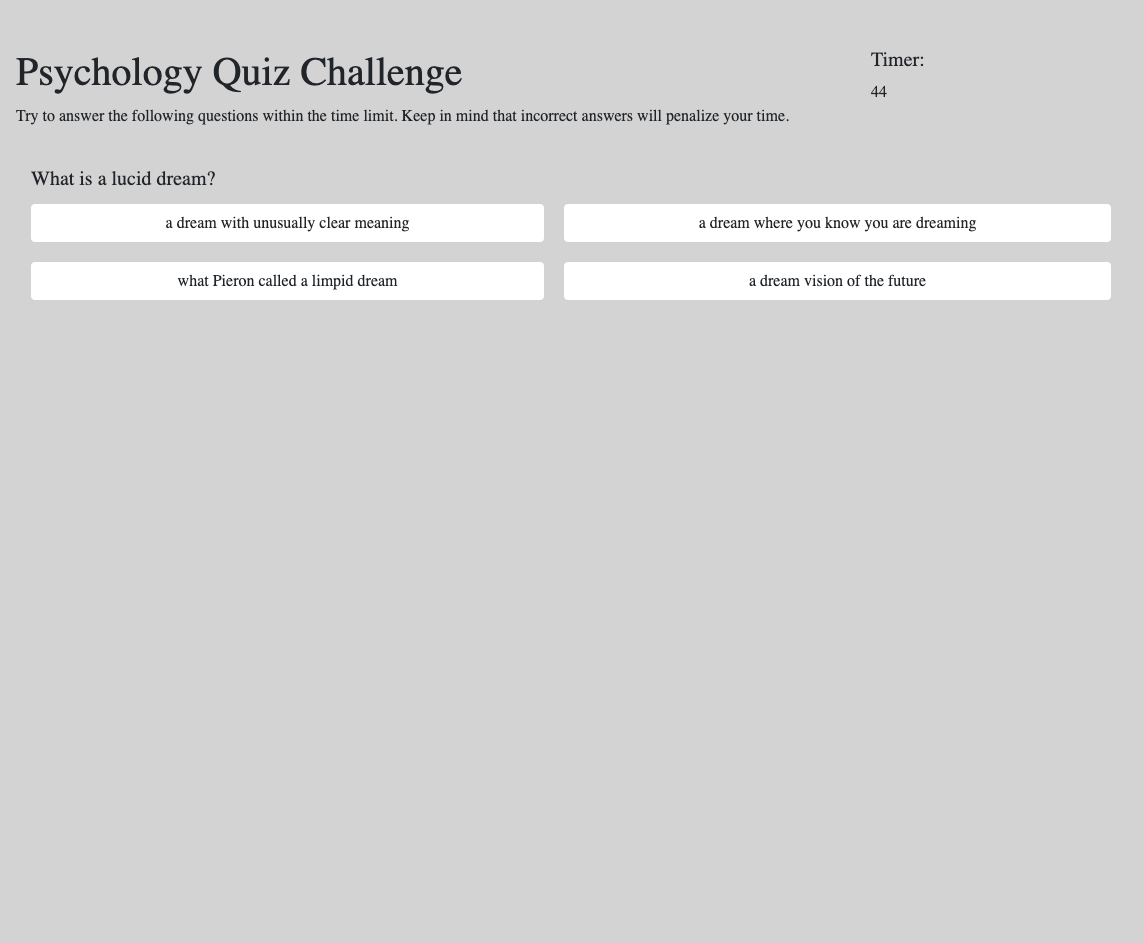 Psychology Quiz Challenge
Try to answer the following questions within the time limit. Keep in mind that incorrect answers will penalize your time.
Timer:
44
What is a lucid dream?
a dream with unusually clear meaning
a dream where you know you are dreaming
what Pieron called a limpid dream
a dream vision of the future